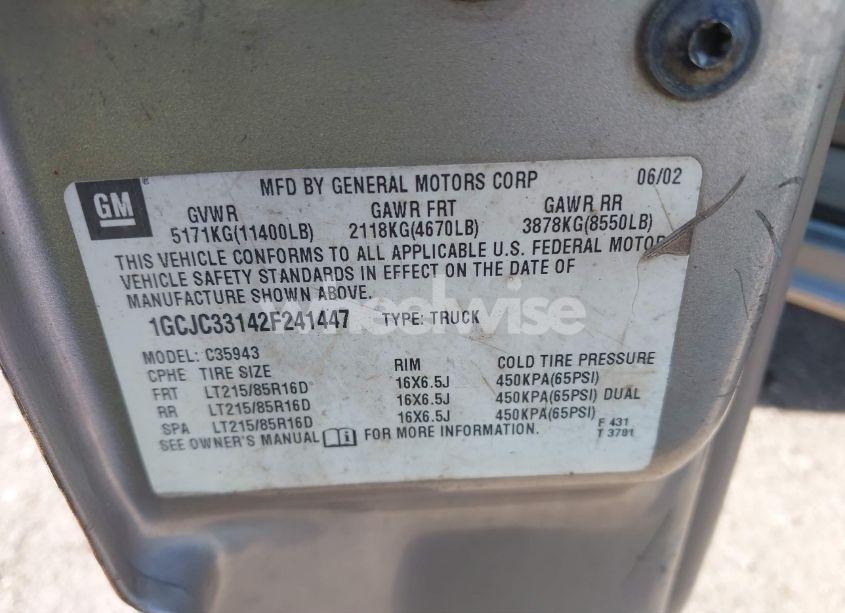 GM
MFD BY GENERAL MOTORS CORP 06/02
GVWR GAWR FRT GAWR RR
5171KG(11400LB) 2118KG(4670LB) 3878KG(8550LB)
THIS VEHICLE CONFORMS TO ALL APPLICABLE U.S. FEDERAL MOTOR
VEHICLE SAFETY STANDARDS IN EFFECT ON THE DATE OF
MANUFACTURE SHOWN ABOVE.
wheelwise
1GCJC33142F241447 TYPE: TRUCK
MODEL: C35943
CPHE TIRE SIZE RIM COLD TIRE PRESSURE
FRT LT215/85R16D 16X6.5J 450KPA(65PSI)
RR LT215/85R16D 16X6.5J 450KPA(65PSI) DUAL
SPA LT215/85R16D 16X6.5J 450KPA(65PSI)
SEE OWNER'S MANUAL FOR MORE INFORMATION.
F 431
T 3791